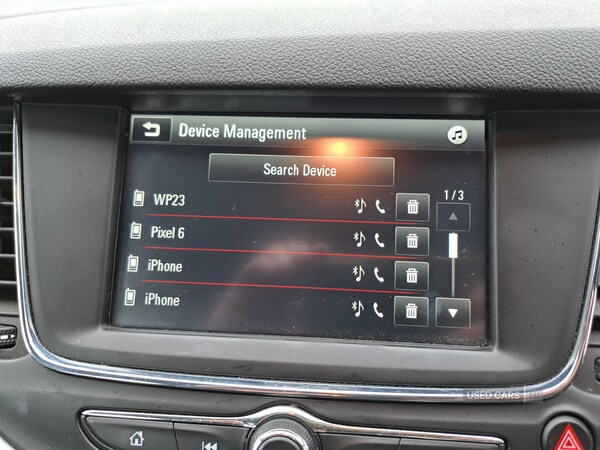 Device Management
Search Device
1/3
WP23
Pixel 6
iPhone
iPhone
USED CARS